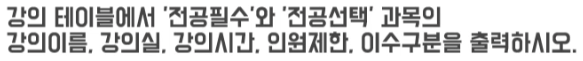 강의 테이블에서 '전공필수'와 '전공선택' 과목의
강의이름, 강의실, 강의시간, 인원제한, 이수구분을 출력하시오.